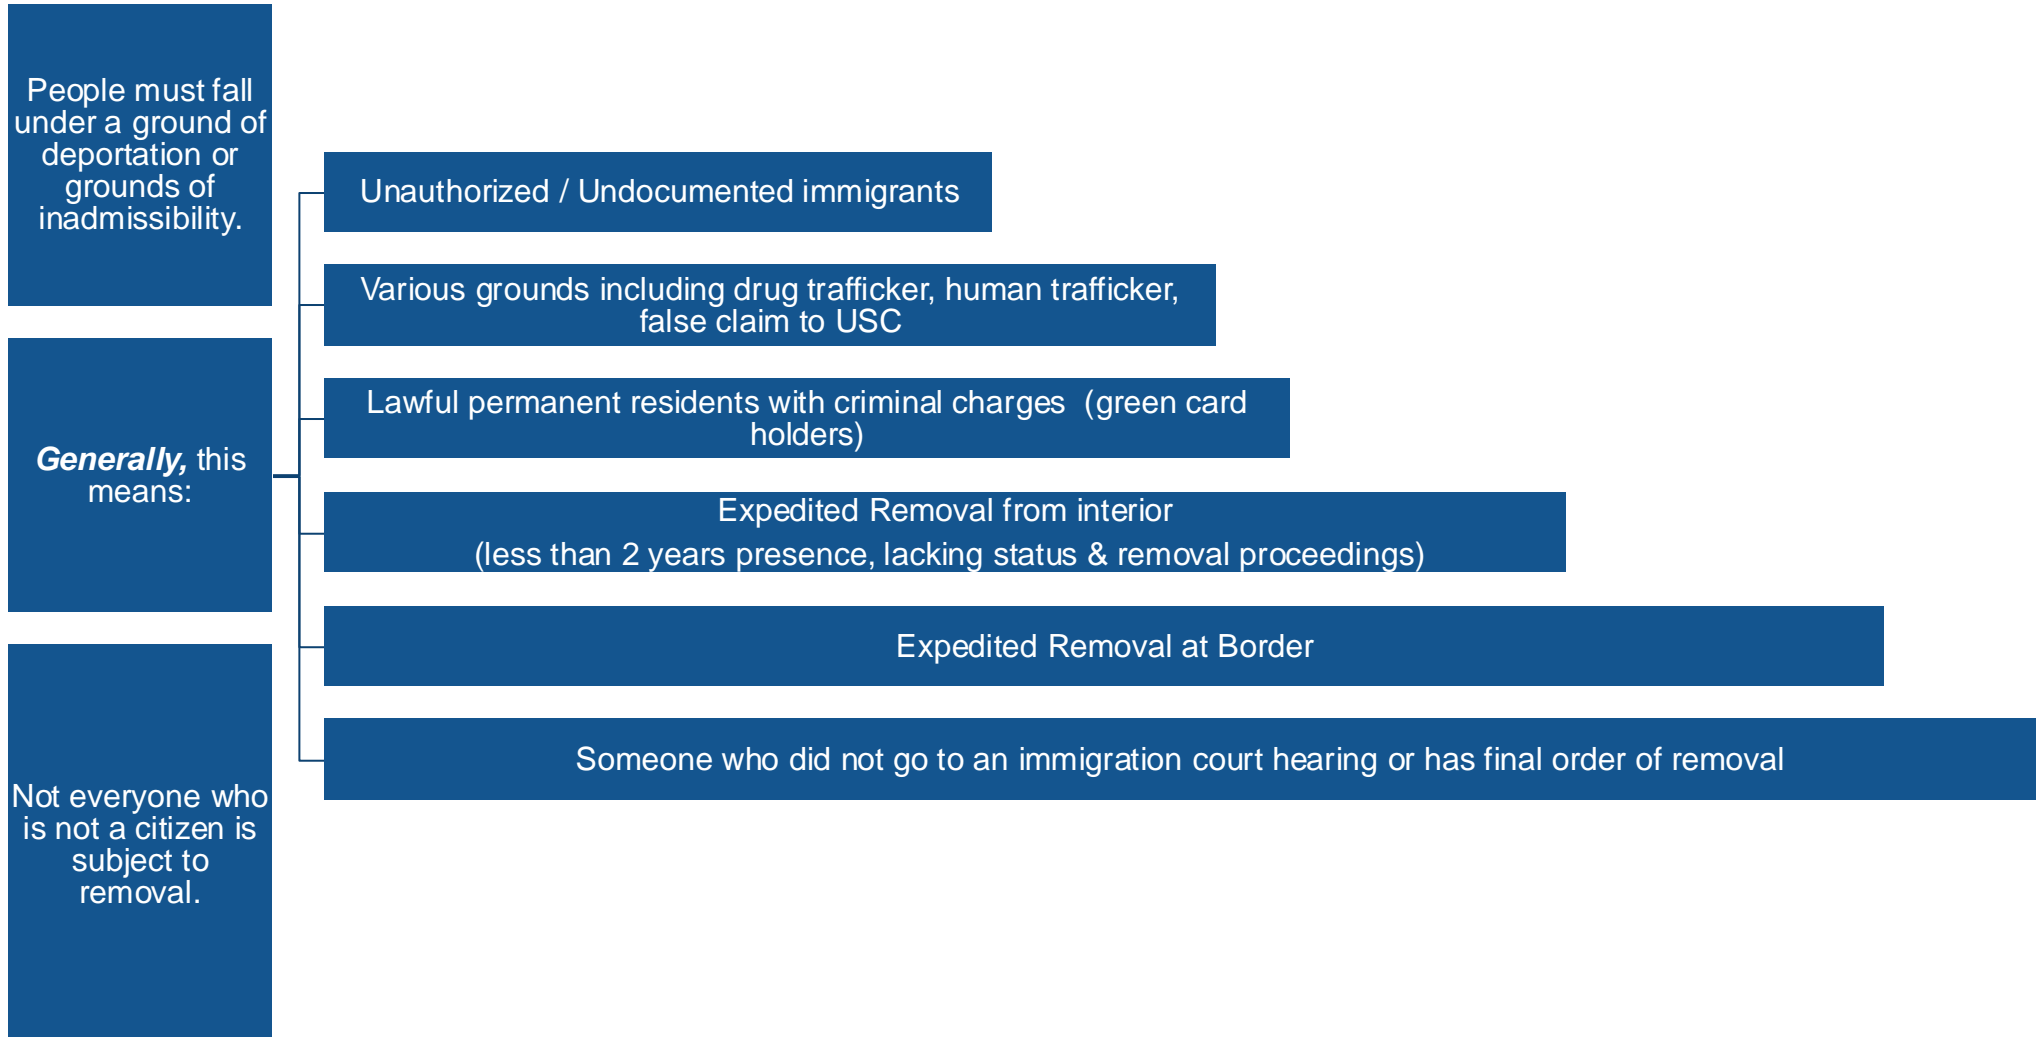 People must fall
under a ground of
deportation or
grounds of
inadmissibility.
Generally, this
means:
Unauthorized / Undocumented immigrants
Various grounds including drug trafficker, human trafficker,
false claim to USC
Lawful permanent residents with criminal charges  (green card
holders)
Expedited Removal from interior
(less than 2 years presence, lacking status & removal proceedings)
Expedited Removal at Border
Someone who did not go to an immigration court hearing or has final order of removal
Not everyone who
is not a citizen is
subject to
removal.